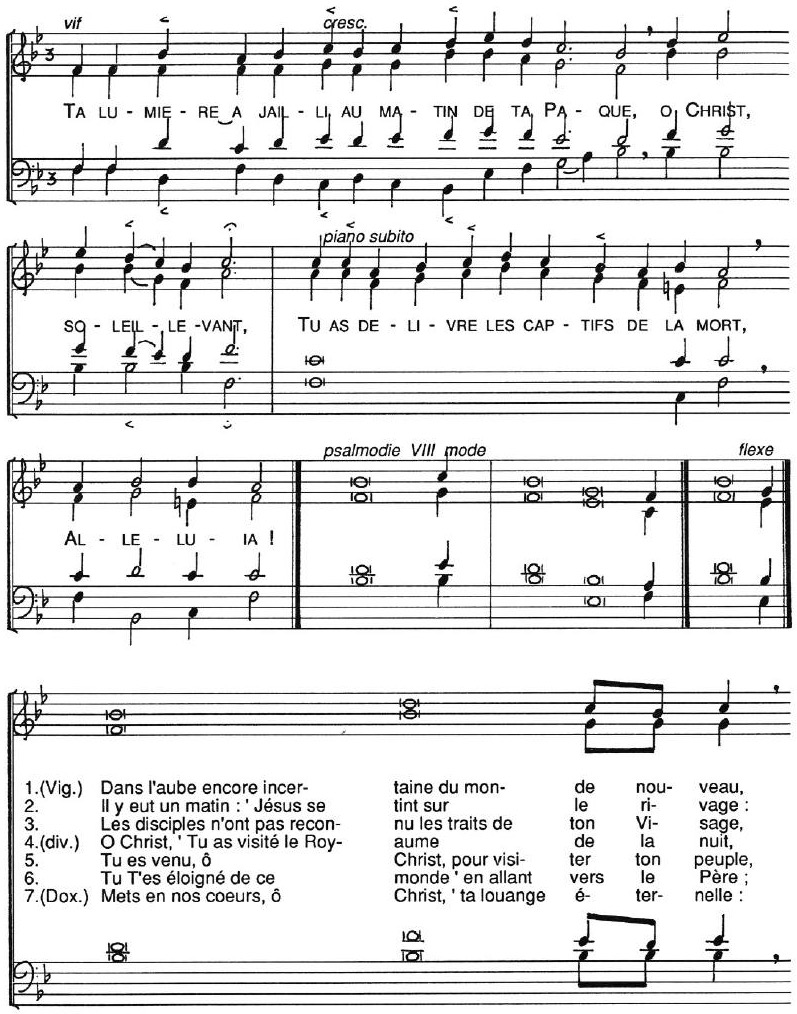 vif cresc.
3
TA LU - MIE - RE A JAIL - LI AU MA - TIN DE TA PA - QUE, O CHRIST,
3
piano subito
SO - LEIL - LE - VANT, TU AS DE - LI - VRE LES CAP - TIFS DE LA MORT,
psalmodie VIII mode flexe
AL - LE - LU - IA !
1.(Vig.) Dans l'aube encore incer- taine du mon- de nou- veau,
2. Il y eut un matin : ' Jésus se tint sur le ri- vage :
3. Les disciples n'ont pas recon- nu les traits de ton Vi- sage,
4.(div.) O Christ, ' Tu as visité le Roy- aume de la nuit,
5. Tu es venu, ô Christ, pour visi- ter ton peuple,
6. Tu T'es éloigné de ce monde ' en allant vers le Père ;
7.(Dox.) Mets en nos coeurs, ô Christ, ' ta louange é- ter- nelle :